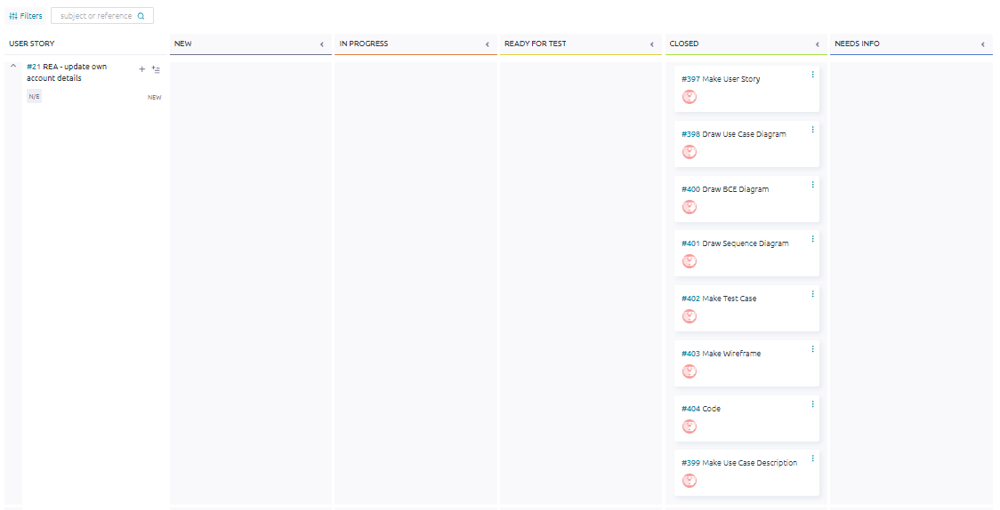 Filters
subject or reference
USER STORY
NEW
IN PROGRESS
READY FOR TEST
CLOSED
NEEDS INFO
#21 REA - update own
account details
N/E
NEW
#397 Make User Story
#398 Draw Use Case Diagram
#400 Draw BCE Diagram
#401 Draw Sequence Diagram
#402 Make Test Case
#403 Make Wireframe
#404 Code
#399 Make Use Case Description